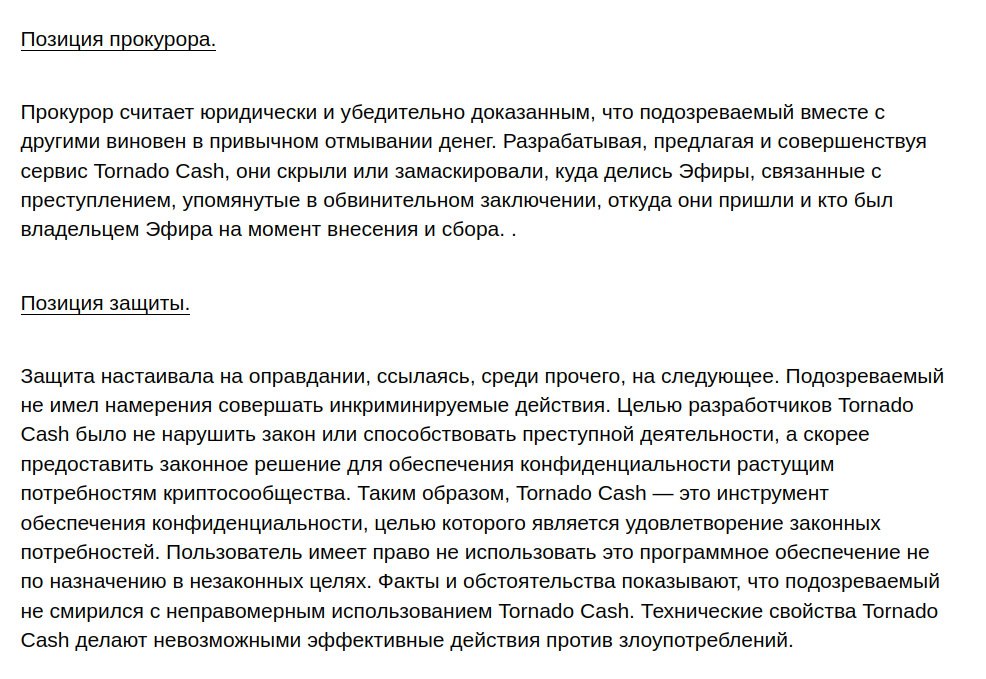 Позиция прокурора.
Прокурор считает юридически и убедительно доказанным, что подозреваемый вместе с
другими виновен в привычном отмывании денег. Разрабатывая, предлагая и совершенствуя
сервис Tornado Cash, они скрыли или замаскировали, куда делись Эфиры, связанные с
преступлением, упомянутые в обвинительном заключении, откуда они пришли и кто был
владельцем Эфира на момент внесения и сбора. .
Позиция защиты.
Защита настаивала на оправдании, ссылаясь, среди прочего, на следующее. Подозреваемый
не имел намерения совершать инкриминируемые действия. Целью разработчиков Tornado
Cash было не нарушить закон или способствовать преступной деятельности, а скорее
предоставить законное решение для обеспечения конфиденциальности растущим
потребностям криптосообщества. Таким образом, Tornado Cash — это инструмент
обеспечения конфиденциальности, целью которого является удовлетворение законных
потребностей. Пользователь имеет право не использовать это программное обеспечение не
по назначению в незаконных целях. Факты и обстоятельства показывают, что подозреваемый
не смирился с неправомерным использованием Tornado Cash. Технические свойства Tornado
Cash делают невозможными эффективные действия против злоупотреблений.